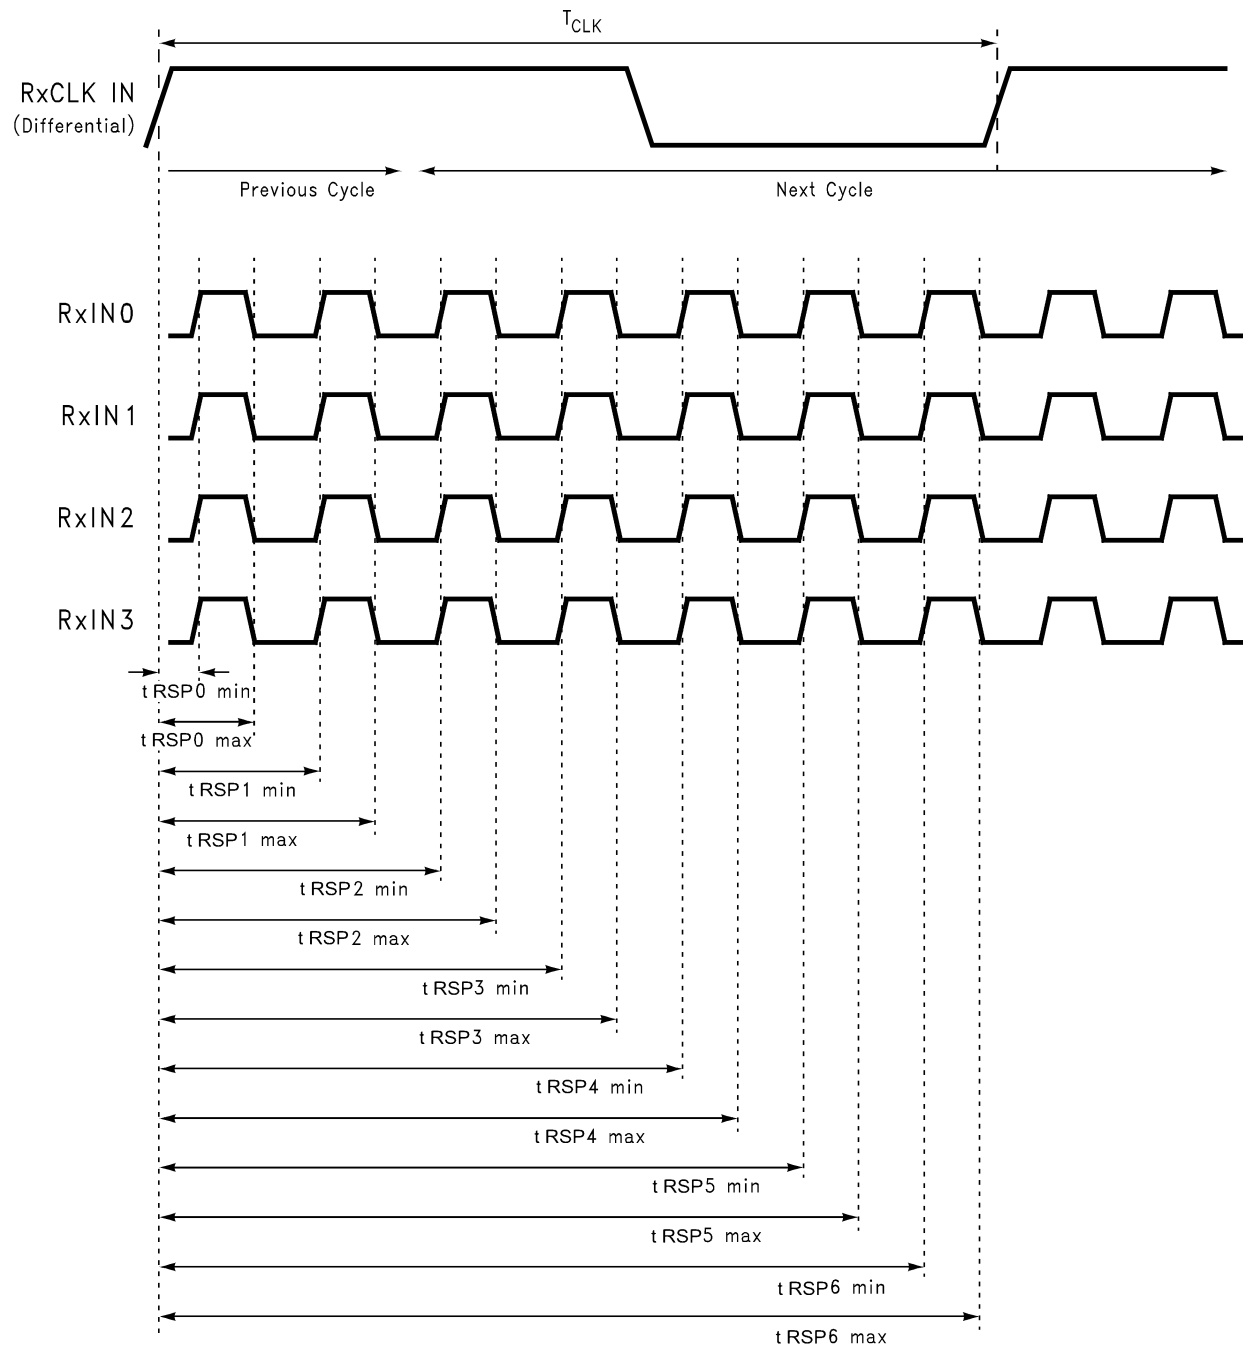 TCLK
RxCLK IN
(Differential)
Previous Cycle
Next Cycle
RxIN0
RxIN1
RxIN2
RxIN3
tRSP0 min
tRSP0 max
tRSP1 min
tRSP1 max
tRSP2 min
tRSP2 max
tRSP3 min
tRSP3 max
tRSP4 min
tRSP4 max
tRSP5 min
tRSP5 max
tRSP6 min
tRSP6 max